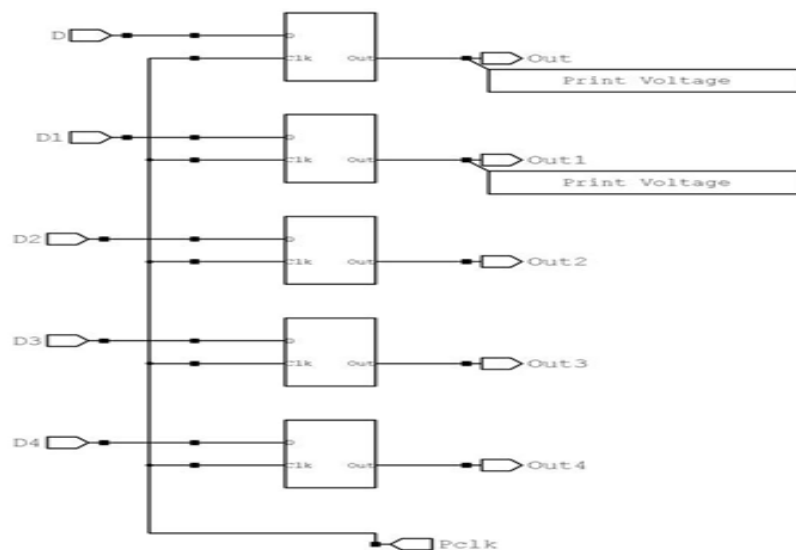 D
Clk Out Out
Print Voltage
D1
Clk Out Out1
Print Voltage
D2
Clk Out Out2
D3
Clk Out Out3
D4
Clk Out Out4
Pclk